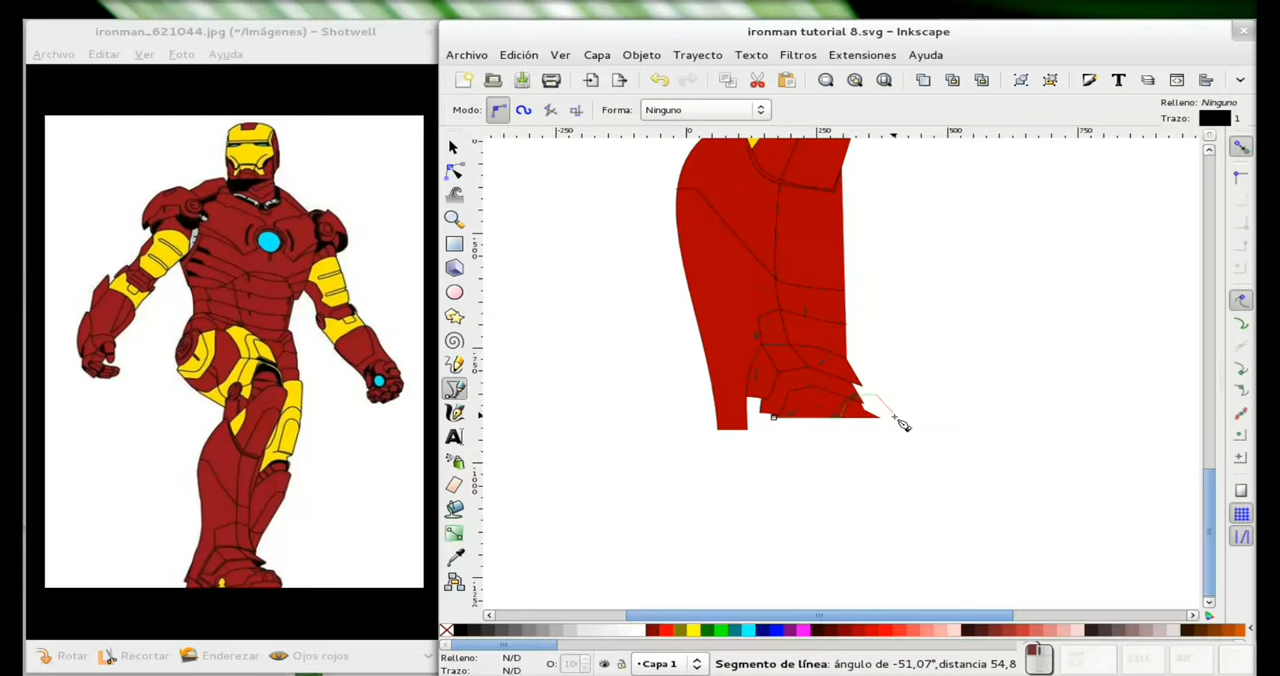 ironman_621044.jpg (~/Imágenes) – Shotwell
Archivo Editar Ver Foto Ayuda
Rotar Recortar Enderezar Ojos rojos
ironman tutorial 8.svg – Inkscape
Archivo Edición Ver Capa Objeto Trayecto Texto Filtros Extensiones Ayuda
Modo: Forma: Ninguno
Relleno: Ninguno
Trazo: 1
-250 0 250 500 750
Relleno: N/D
Trazo: N/D
O: Capa 1 Segmento de línea: ángulo de -51,07°,distancia 54,8